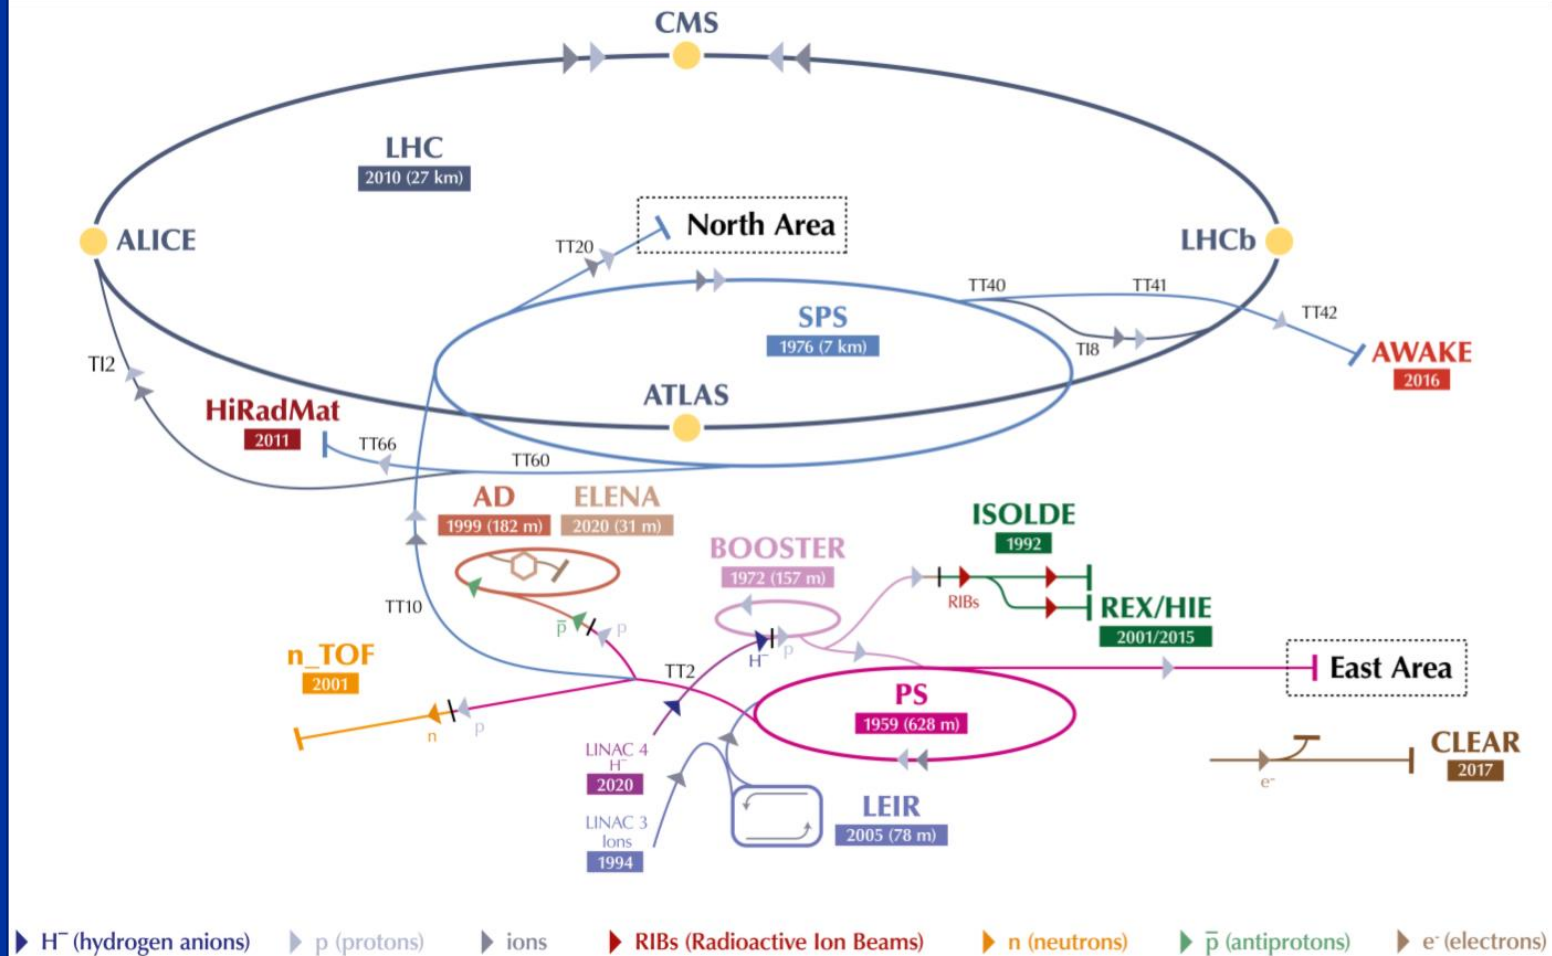 CMS
LHC
2010 (27 km)
North Area
TT20
ALICE
LHCb
TT40
TT41
SPS
1976 (7 km)
TT42
TI8
TI2
AWAKE
2016
ATLAS
HiRadMat
2011
TT66
TT60
AD
1999 (182 m)
ELENA
2020 (31 m)
ISOLDE
1992
BOOSTER
1972 (157 m)
RIBs
REX/HIE
2001/2015
TT10
p̅
p
H⁻
p
n_TOF
2001
TT2
East Area
PS
1959 (628 m)
n
p
LINAC 4
H⁻
2020
CLEAR
2017
e⁻
LEIR
2005 (78 m)
LINAC 3
Ions
1994
H⁻ (hydrogen anions)
p (protons)
ions
RIBs (Radioactive Ion Beams)
n (neutrons)
p̅ (antiprotons)
e⁻ (electrons)